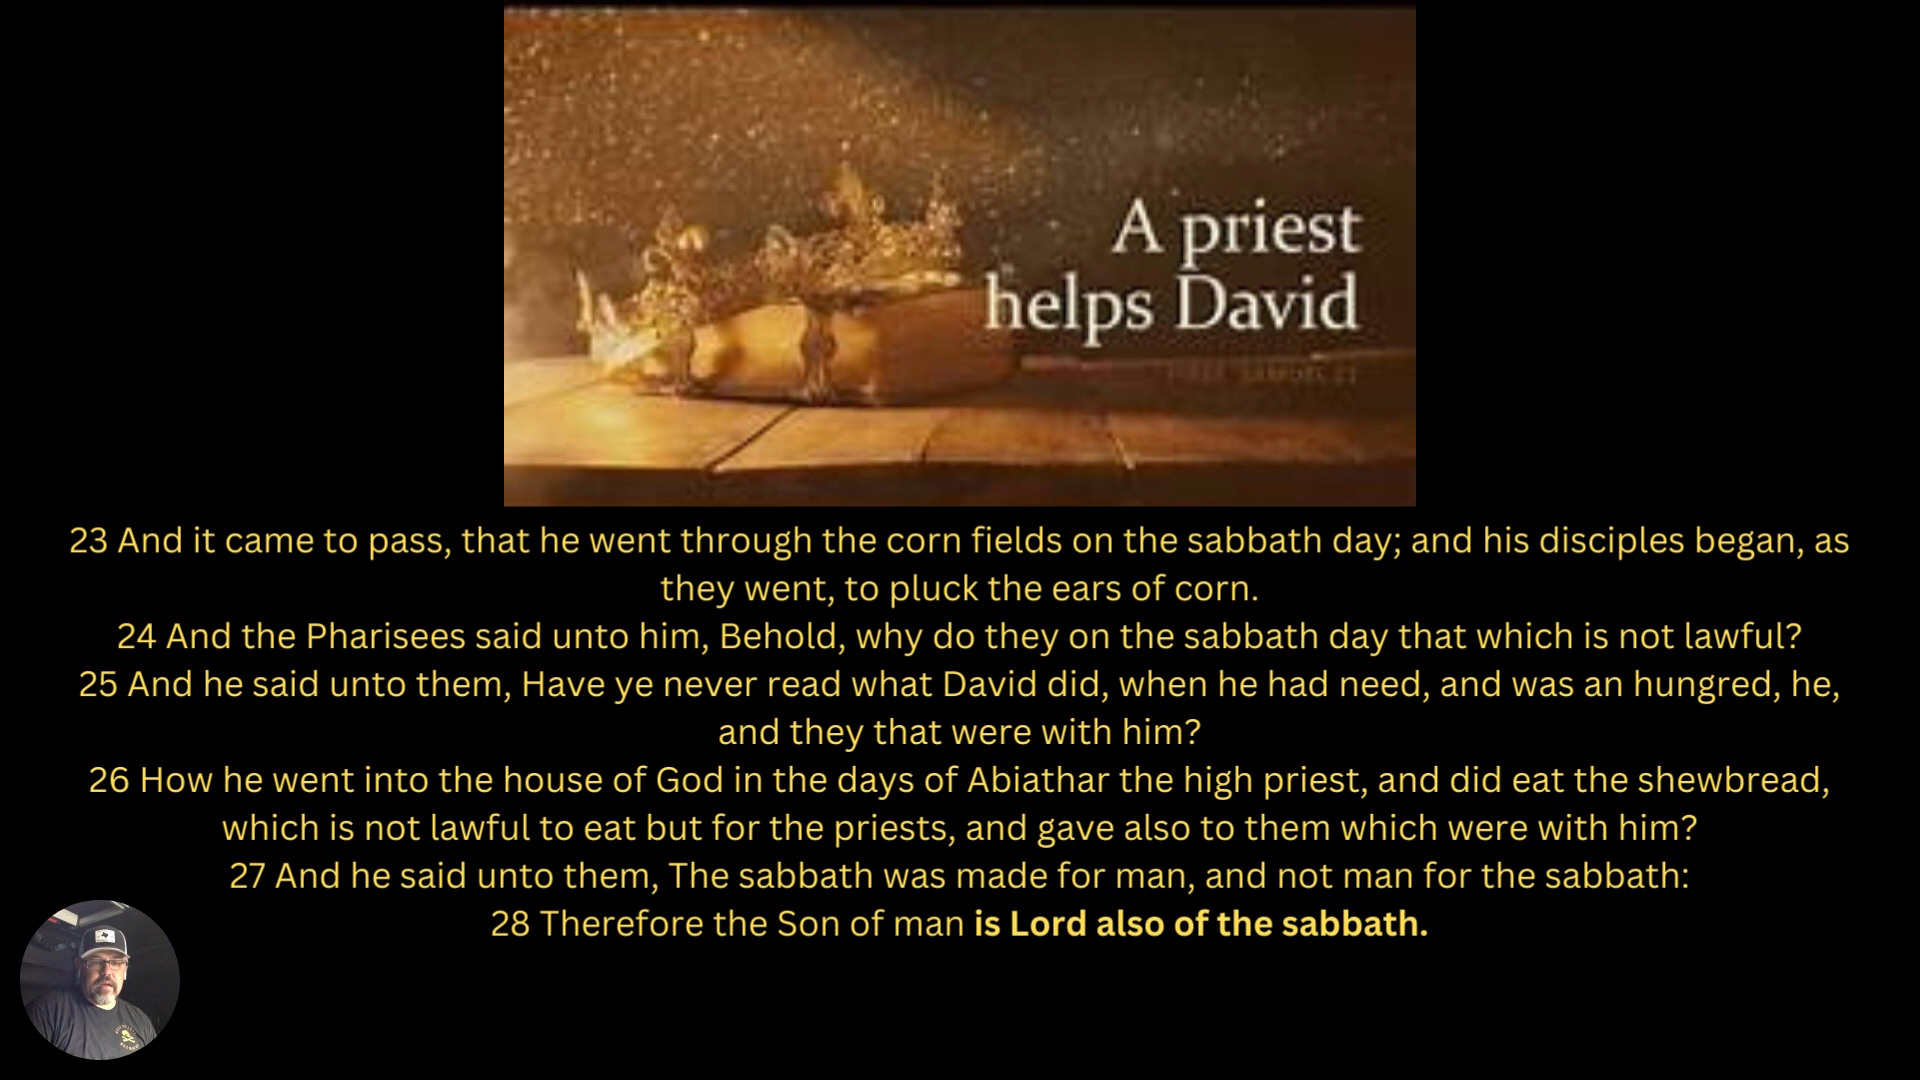 A priest
helps David
FIRST SAMUEL 21
23 And it came to pass, that he went through the corn fields on the sabbath day; and his disciples began, as
they went, to pluck the ears of corn.
24 And the Pharisees said unto him, Behold, why do they on the sabbath day that which is not lawful?
25 And he said unto them, Have ye never read what David did, when he had need, and was an hungred, he,
and they that were with him?
26 How he went into the house of God in the days of Abiathar the high priest, and did eat the shewbread,
which is not lawful to eat but for the priests, and gave also to them which were with him?
27 And he said unto them, The sabbath was made for man, and not man for the sabbath:
28 Therefore the Son of man is Lord also of the sabbath.